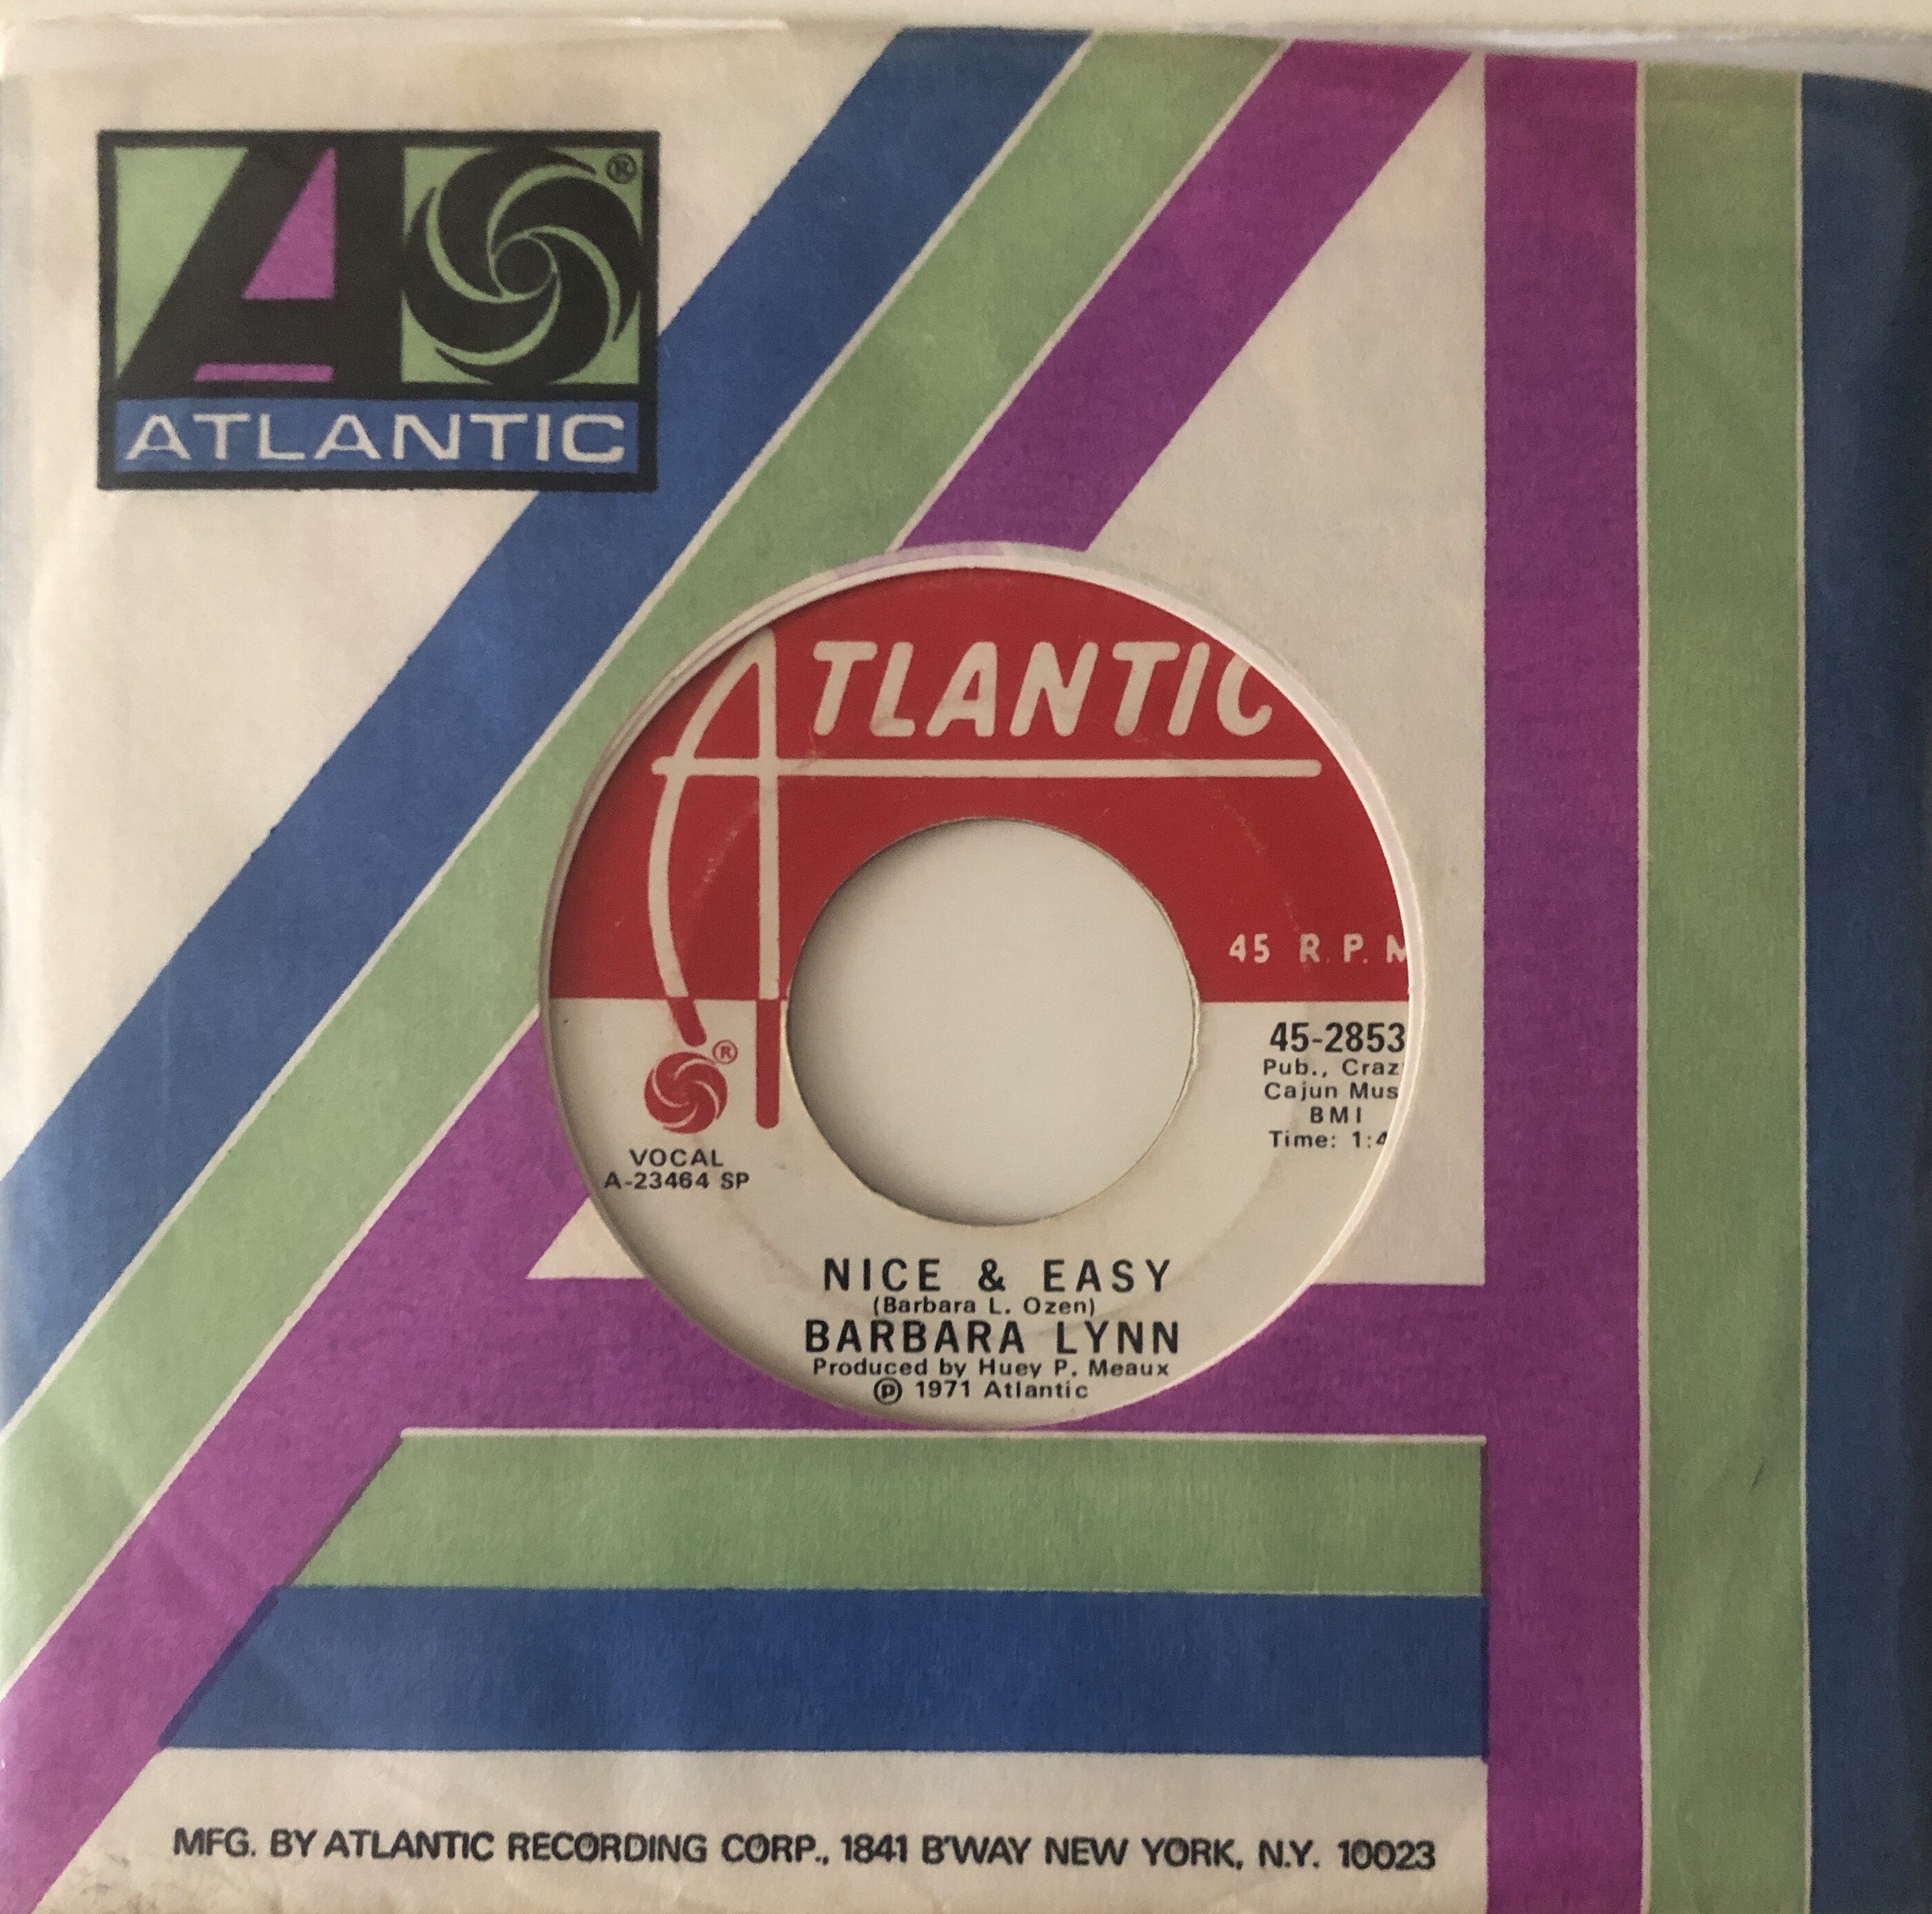 ®
ATLANTIC
ATLANTIC
45 R.P.M
45-2853
Pub., Craz
Cajun Mus
BMI
Time: 1:4
®
VOCAL
A-23464 SP
NICE & EASY
(Barbara L. Ozen)
BARBARA LYNN
Produced by Huey P. Meaux
℗ 1971 Atlantic
MFG. BY ATLANTIC RECORDING CORP., 1841 B'WAY NEW YORK, N.Y. 10023